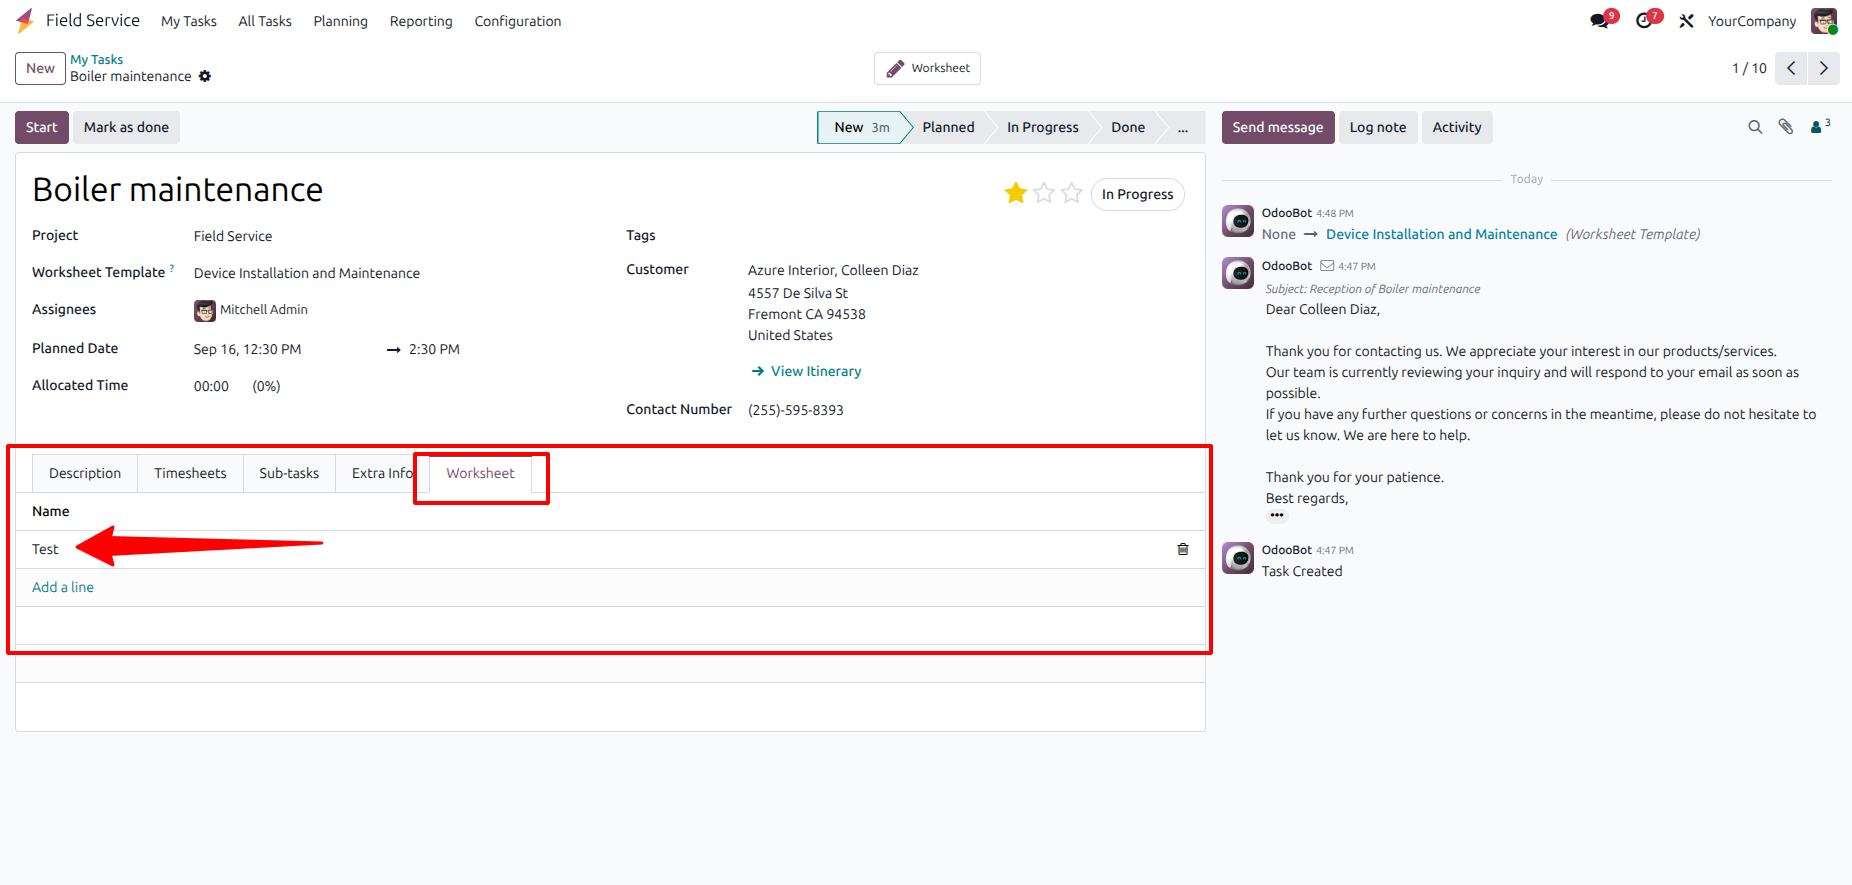 Field Service My Tasks All Tasks Planning Reporting Configuration 9 7 YourCompany
New My Tasks
Boiler maintenance
Worksheet
1 / 10
Start Mark as done
New 3m Planned In Progress Done ...
Send message Log note Activity 3
Boiler maintenance
In Progress
Project Field Service
Worksheet Template ? Device Installation and Maintenance
Assignees Mitchell Admin
Planned Date Sep 16, 12:30 PM → 2:30 PM
Allocated Time 00:00 (0%)
Tags
Customer Azure Interior, Colleen Diaz
4557 De Silva St
Fremont CA 94538
United States
→ View Itinerary
Contact Number (255)-595-8393
Description Timesheets Sub-tasks Extra Info Worksheet
Name
Test
Add a line
Today
OdooBot 4:48 PM
None → Device Installation and Maintenance (Worksheet Template)
OdooBot 4:47 PM
Subject: Reception of Boiler maintenance
Dear Colleen Diaz,
Thank you for contacting us. We appreciate your interest in our products/services.
Our team is currently reviewing your inquiry and will respond to your email as soon as
possible.
If you have any further questions or concerns in the meantime, please do not hesitate to
let us know. We are here to help.
Thank you for your patience.
Best regards,
•••
OdooBot 4:47 PM
Task Created